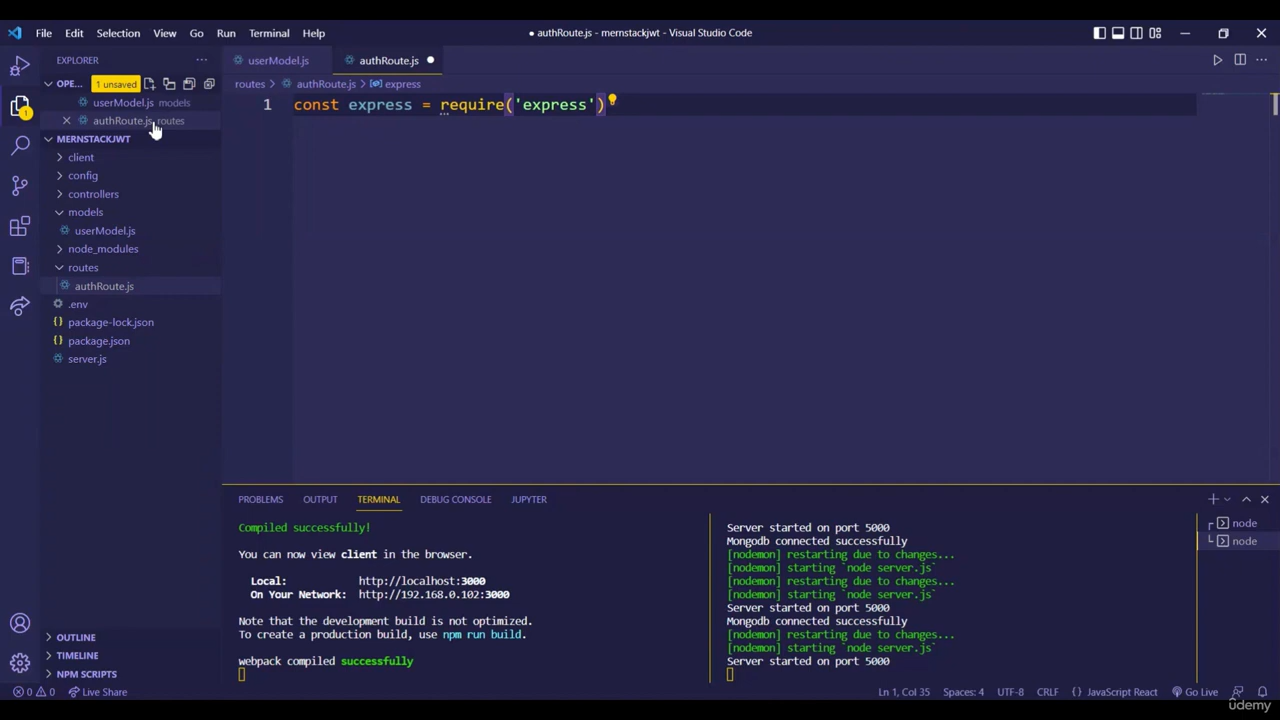 File Edit Selection View Go Run Terminal Help
● authRoute.js - mernstackjwt - Visual Studio Code
EXPLORER
OPE... 1 unsaved
userModel.js models
authRoute.js routes
MERNSTACKJWT
client
config
controllers
models
userModel.js
node_modules
routes
authRoute.js
.env
package-lock.json
package.json
server.js
OUTLINE
TIMELINE
NPM SCRIPTS
1
userModel.js authRoute.js
routes > authRoute.js > express
1 const express = require('express')
PROBLEMS OUTPUT TERMINAL DEBUG CONSOLE JUPYTER
Compiled successfully!
You can now view client in the browser.
Local: http://localhost:3000
On Your Network: http://192.168.0.102:3000
Note that the development build is not optimized.
To create a production build, use npm run build.
webpack compiled successfully
Server started on port 5000
Mongodb connected successfully
[nodemon] restarting due to changes...
[nodemon] starting `node server.js`
[nodemon] restarting due to changes...
[nodemon] starting `node server.js`
Server started on port 5000
Mongodb connected successfully
[nodemon] restarting due to changes...
[nodemon] starting `node server.js`
Server started on port 5000
node
node
0 0 Live Share
Ln 1, Col 35 Spaces: 4 UTF-8 CRLF {} JavaScript React Go Live
udemy